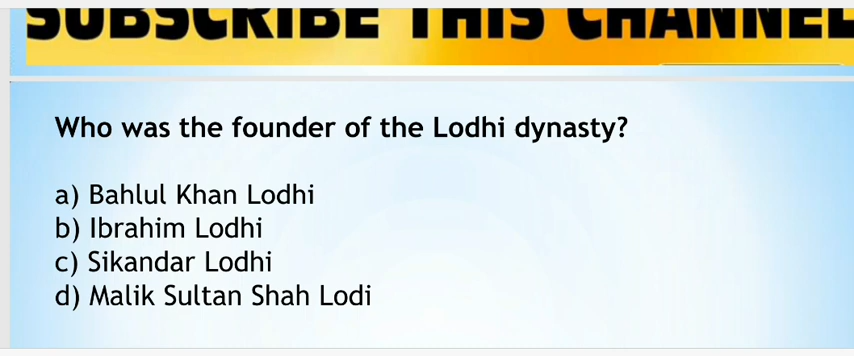 SUBSCRIBE THIS CHANNEL
Who was the founder of the Lodhi dynasty?
a) Bahlul Khan Lodhi
b) Ibrahim Lodhi
c) Sikandar Lodhi
d) Malik Sultan Shah Lodi